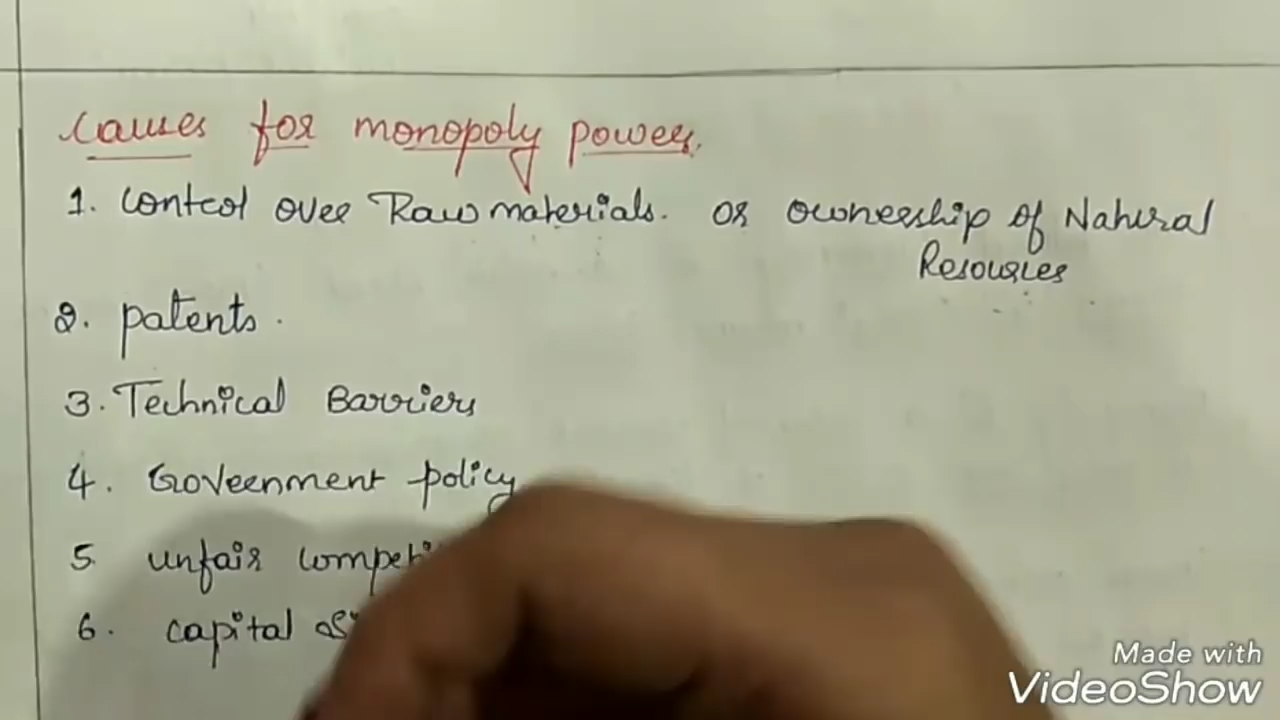 Causes for monopoly power.
1. Control over Raw materials. or ownership of Natural
Resources
2. patents.
3. Technical Barriers
4. Government policy
5. unfair
6. capital
Made with
VideoShow